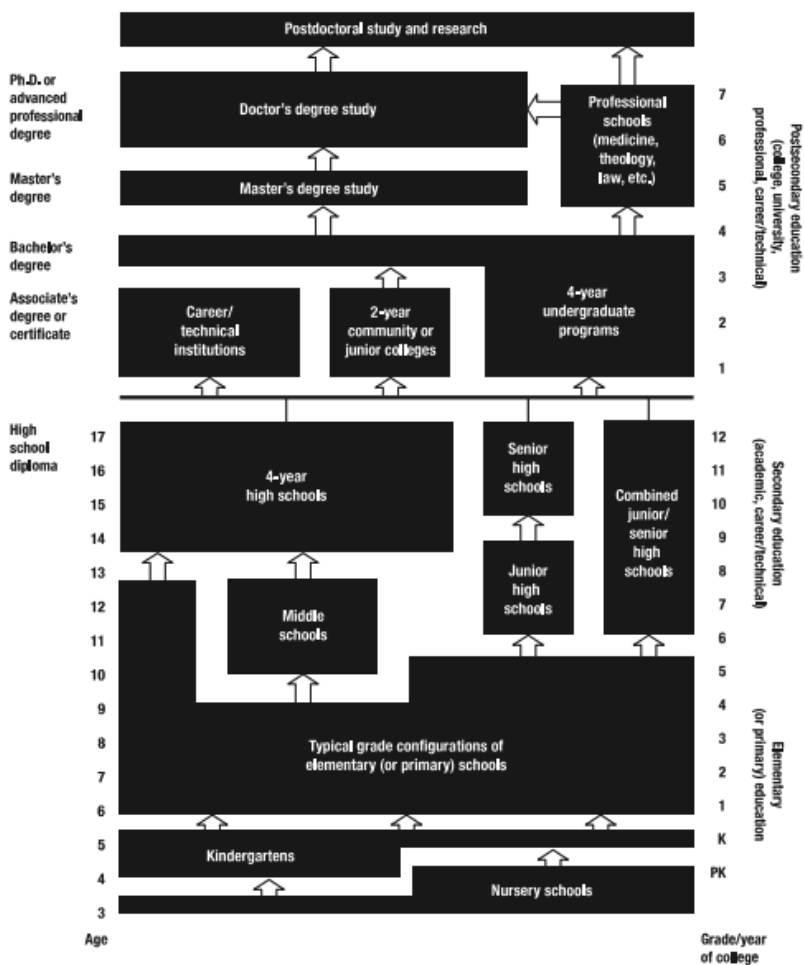 Postdoctoral study and research
Ph.D. or
advanced
professional
degree
Doctor's degree study
Professional
schools
(medicine,
theology,
law, etc.)
7
6
5
Master's
degree
Master's degree study
4
Bachelor's
degree
3
Associate's
degree or
certificate
Career/
technical
institutions
2-year
community or
junior colleges
4-year
undergraduate
programs
2
1
Postsecondary education
(college, university,
professional, career/technical)
High
school
diploma
17
16
15
14
13
12
11
10
9
8
7
6
5
4
3
Age
4-year
high schools
Senior
high
schools
Combined
junior/
senior
high
schools
Junior
high
schools
Middle
schools
Typical grade configurations of
elementary (or primary) schools
Kindergartens
Nursery schools
12
11
10
9
8
7
6
5
4
3
2
1
K
PK
Grade/year
of college
Secondary education
(academic, career/technical)
Elementary
(or primary) education